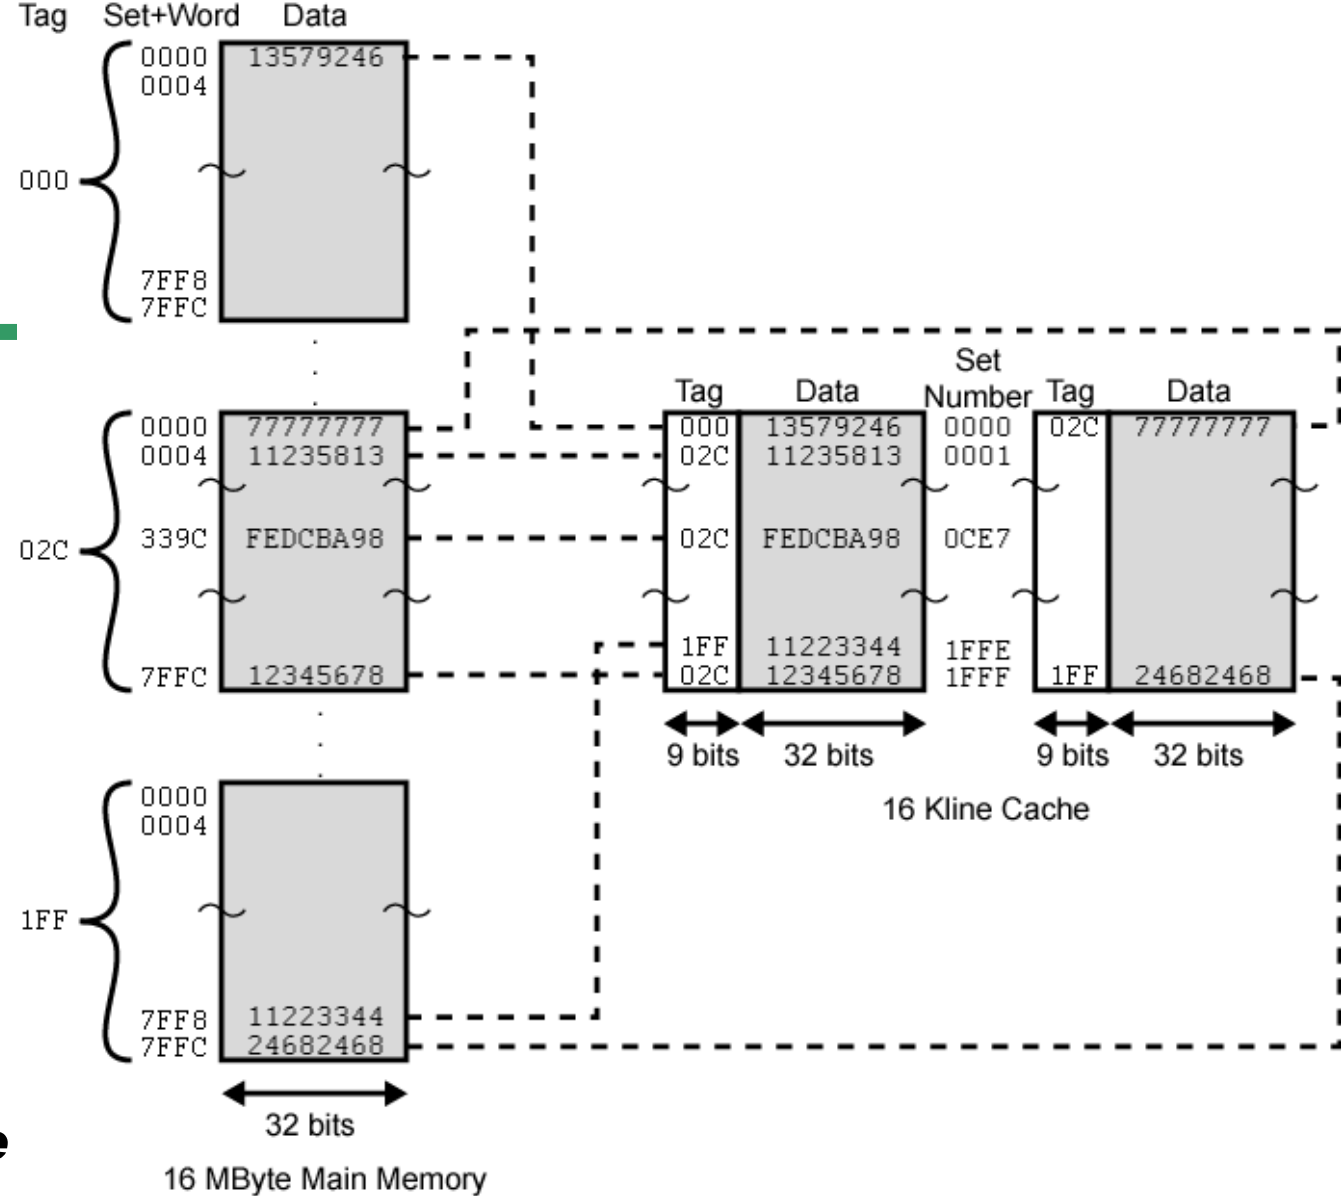 Tag Set+Word Data
0000 13579246
0004
000
7FF8
7FFC
Set
Tag Data Number Tag Data
0000 77777777 000 13579246 0000 02C 77777777
0004 11235813 02C 11235813 0001
339C FEDCBA98 02C FEDCBA98 0CE7
02C
1FF 11223344 1FFE
7FFC 12345678 02C 12345678 1FFF 1FF 24682468
9 bits 32 bits 9 bits 32 bits
16 Kline Cache
0000
0004
1FF
7FF8 11223344
7FFC 24682468
32 bits
e
16 MByte Main Memory